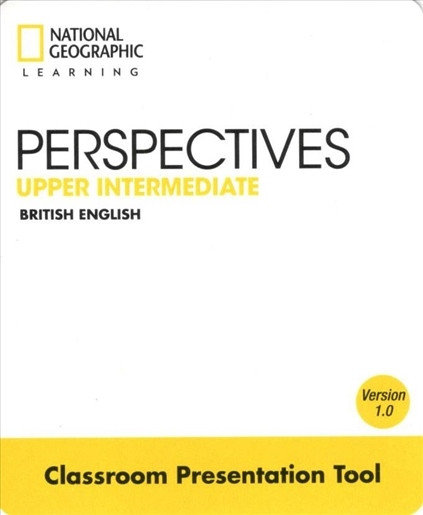 NATIONAL
GEOGRAPHIC
LEARNING
PERSPECTIVES
UPPER INTERMEDIATE
BRITISH ENGLISH
Version
1.0
Classroom Presentation Tool